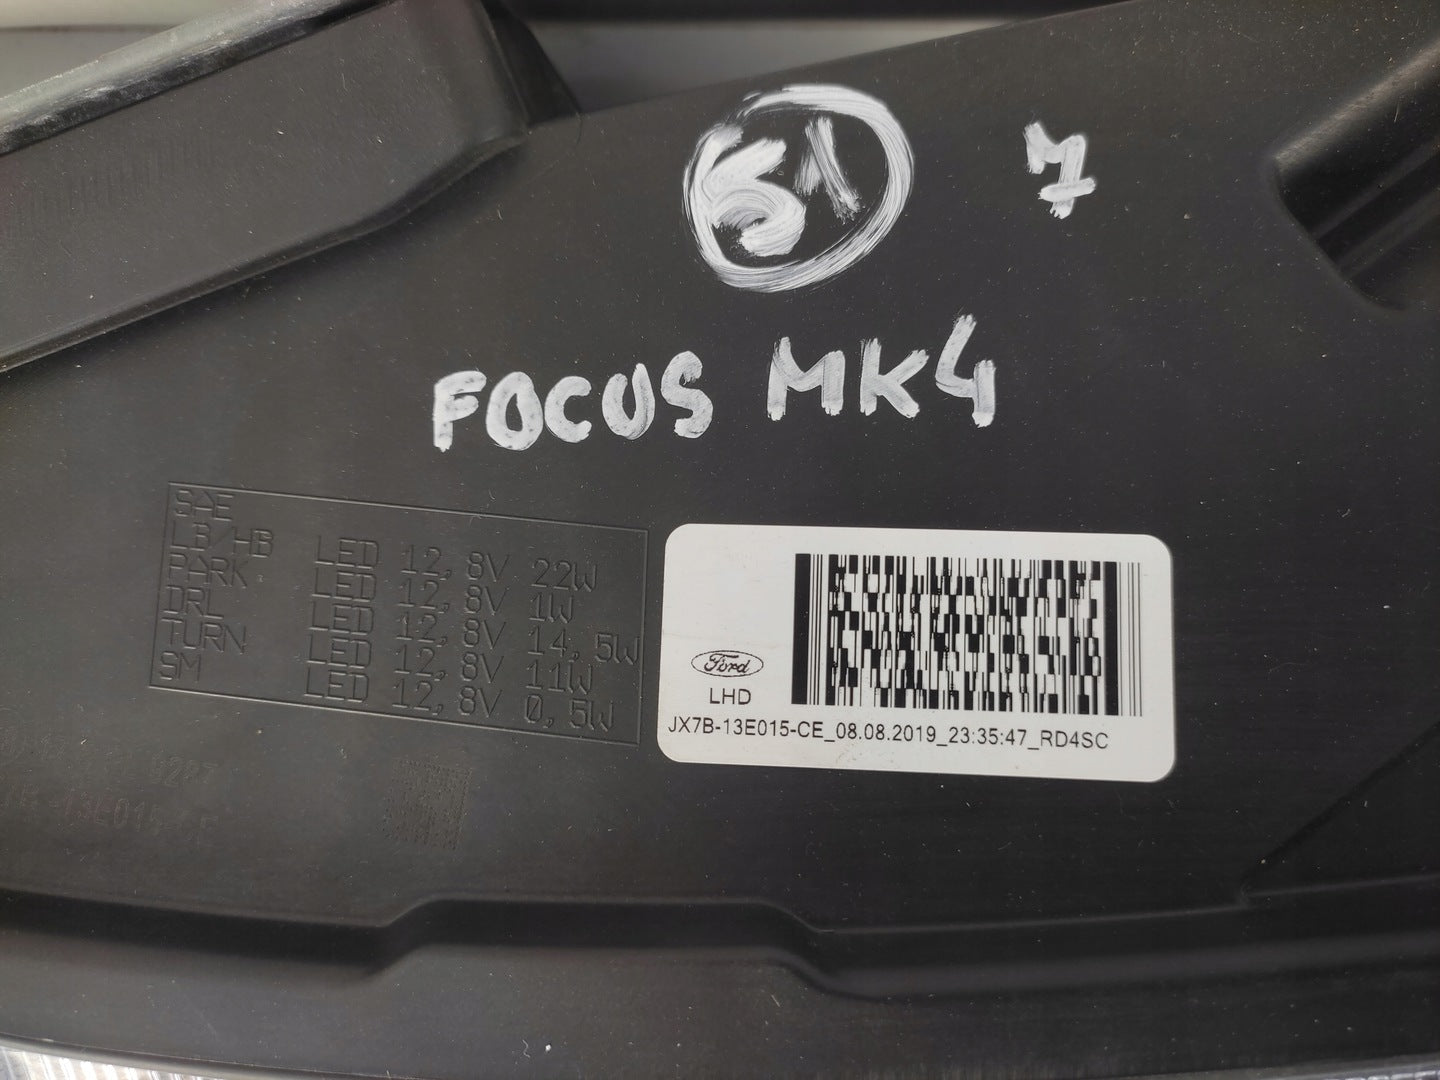 51
7
FOCUS MK4
SAE
LB/HB LED 12,8V 22W
PARK LED 12,8V 1W
DRL LED 12,8V 14,5W
TURN LED 12,8V 11W
SM LED 12,8V 0,5W
Ford
LHD
JX7B-13E015-CE_08.08.2019_23:35:47_RD4SC